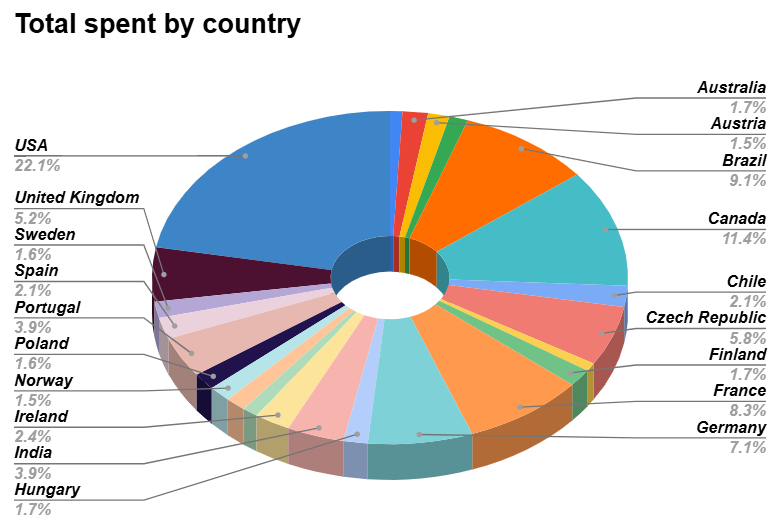 Total spent by country
Australia
1.7%
Austria
1.5%
Brazil
9.1%
Canada
11.4%
Chile
2.1%
Czech Republic
5.8%
Finland
1.7%
France
8.3%
Germany
7.1%
USA
22.1%
United Kingdom
5.2%
Sweden
1.6%
Spain
2.1%
Portugal
3.9%
Poland
1.6%
Norway
1.5%
Ireland
2.4%
India
3.9%
Hungary
1.7%